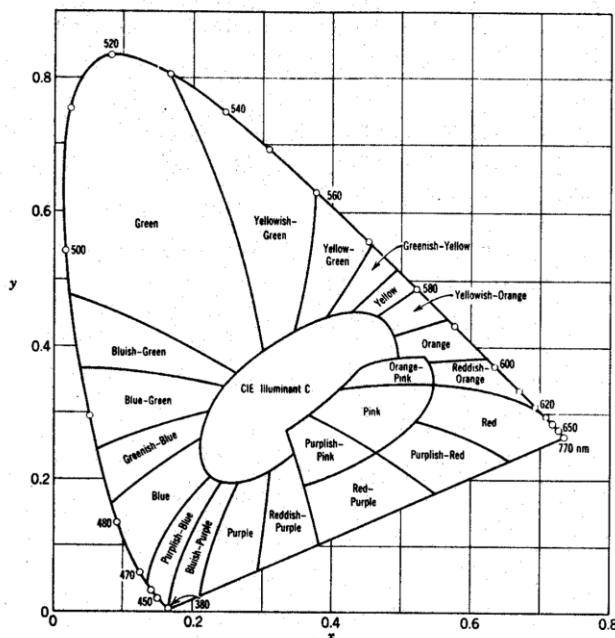 520
0.8
540
560
Yellowish–
Green
Green
0.6
Yellow–
Green
Greenish–Yellow
500
580
Yellow
Yellowish–Orange
y
Orange
0.4
Bluish–Green
600
CIE Illuminant C
Orange–
Pink
Reddish–
Orange
Blue–Green
620
Pink
Red
650
770 nm
Greenish–Blue
Purplish–
Pink
Purplish–Red
0.2
Blue
Red–
Purple
480
Purplish–Blue
Bluish–Purple
Purple
Reddish–
Purple
470
450
380
0
0
0.2
0.4
0.6
0.8
x